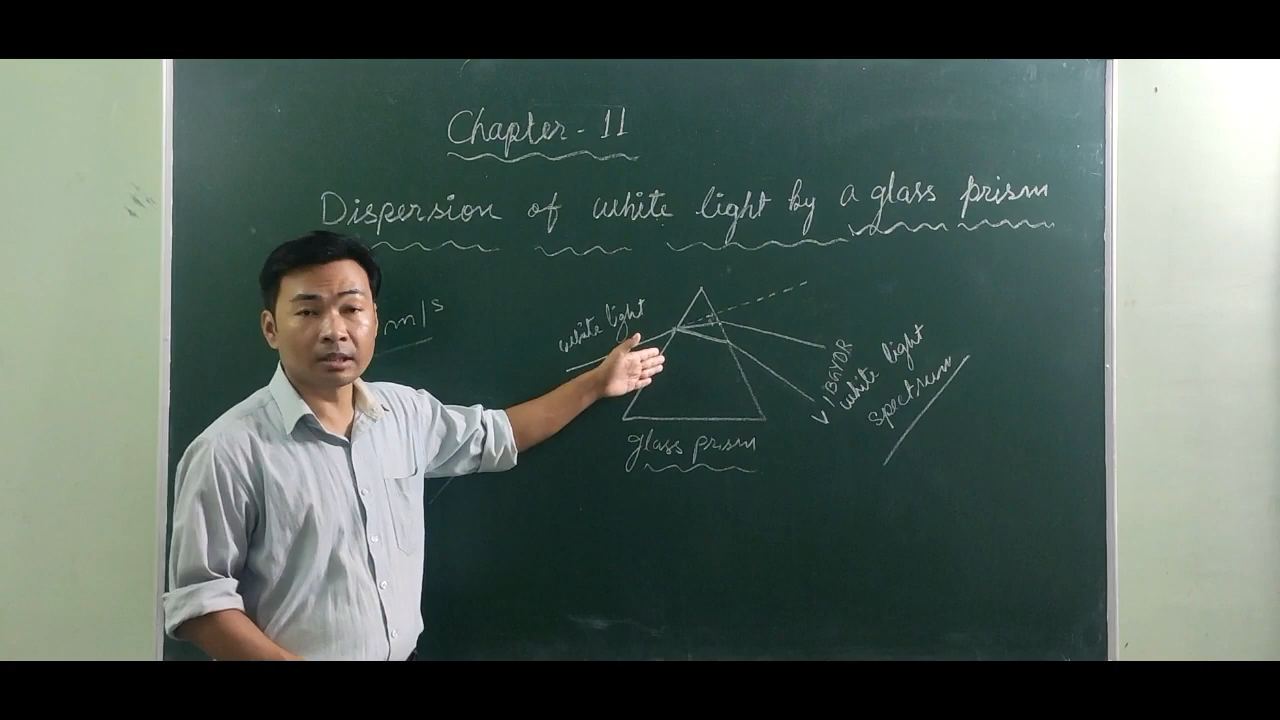 Chapter - 11
Dispersion of white light by a glass prism
m/s
white light
VIBGYOR
white light
spectrum
glass prism